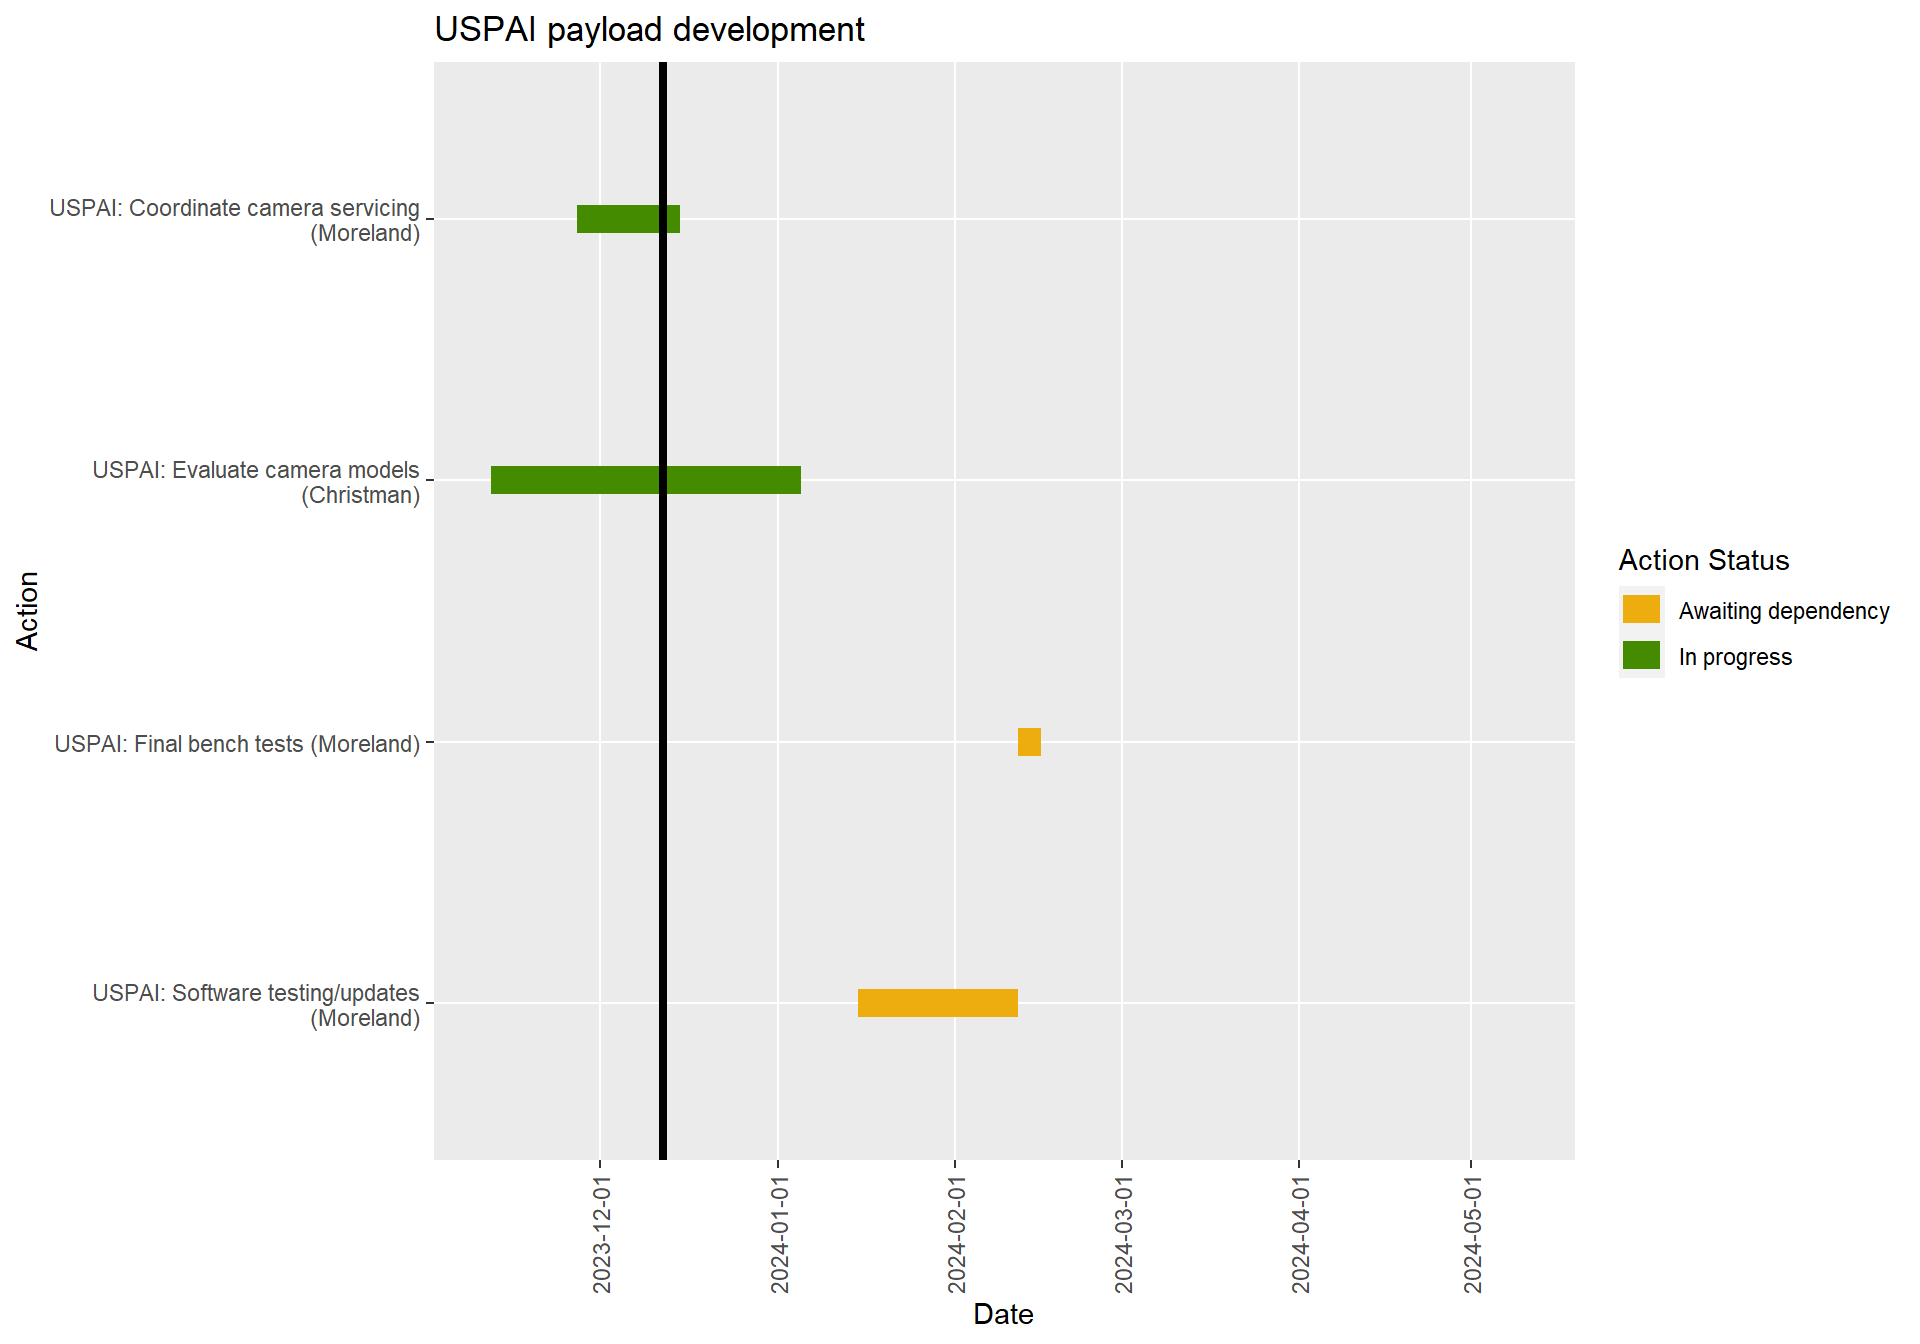 USPAI payload development
USPAI: Coordinate camera servicing
(Moreland)
USPAI: Evaluate camera models
(Christman)
USPAI: Final bench tests (Moreland)
USPAI: Software testing/updates
(Moreland)
Action
2023-12-01
2024-01-01
2024-02-01
2024-03-01
2024-04-01
2024-05-01
Date
Action Status
Awaiting dependency
In progress